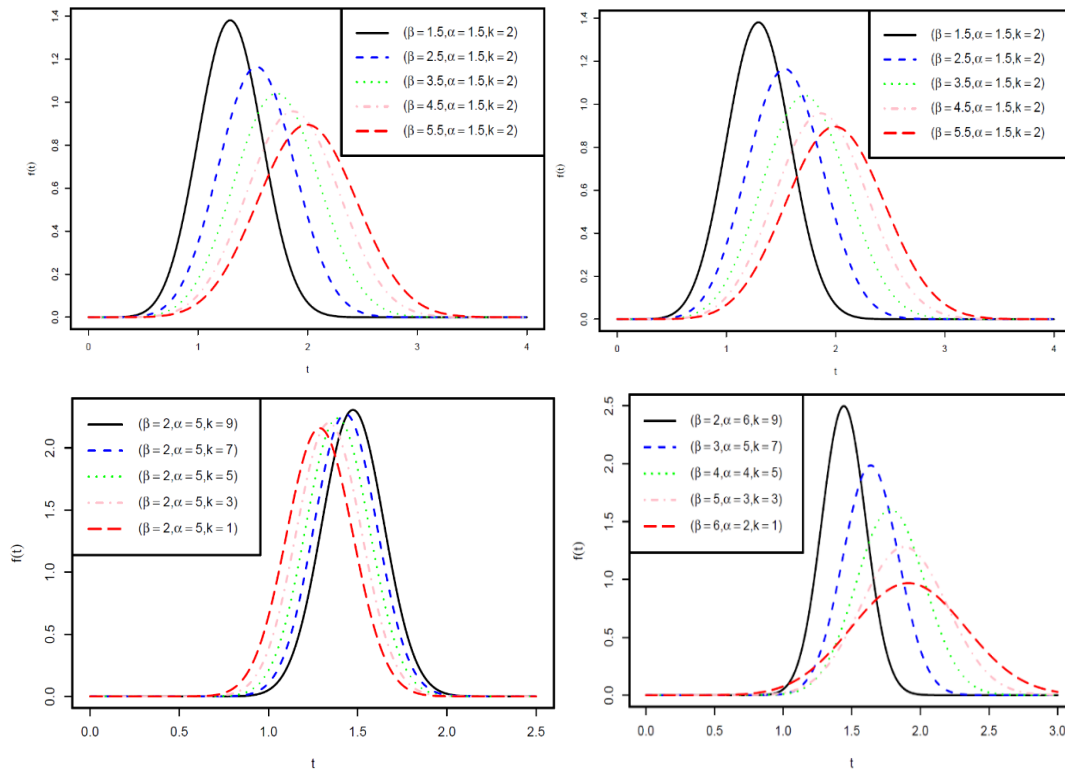 (β = 1.5,α = 1.5,k = 2)
(β = 2.5,α = 1.5,k = 2)
(β = 3.5,α = 1.5,k = 2)
(β = 4.5,α = 1.5,k = 2)
(β = 5.5,α = 1.5,k = 2)
f(t)
0.0 0.2 0.4 0.6 0.8 1.0 1.2 1.4
0 1 2 3 4
t
(β = 1.5,α = 1.5,k = 2)
(β = 2.5,α = 1.5,k = 2)
(β = 3.5,α = 1.5,k = 2)
(β = 4.5,α = 1.5,k = 2)
(β = 5.5,α = 1.5,k = 2)
f(t)
0.0 0.2 0.4 0.6 0.8 1.0 1.2 1.4
0 1 2 3 4
t
(β = 2,α = 5,k = 9)
(β = 2,α = 5,k = 7)
(β = 2,α = 5,k = 5)
(β = 2,α = 5,k = 3)
(β = 2,α = 5,k = 1)
f(t)
0.0 0.5 1.0 1.5 2.0
0.0 0.5 1.0 1.5 2.0 2.5
t
(β = 2,α = 6,k = 9)
(β = 3,α = 5,k = 7)
(β = 4,α = 4,k = 5)
(β = 5,α = 3,k = 3)
(β = 6,α = 2,k = 1)
f(t)
0.0 0.5 1.0 1.5 2.0 2.5
0.0 0.5 1.0 1.5 2.0 2.5 3.0
t